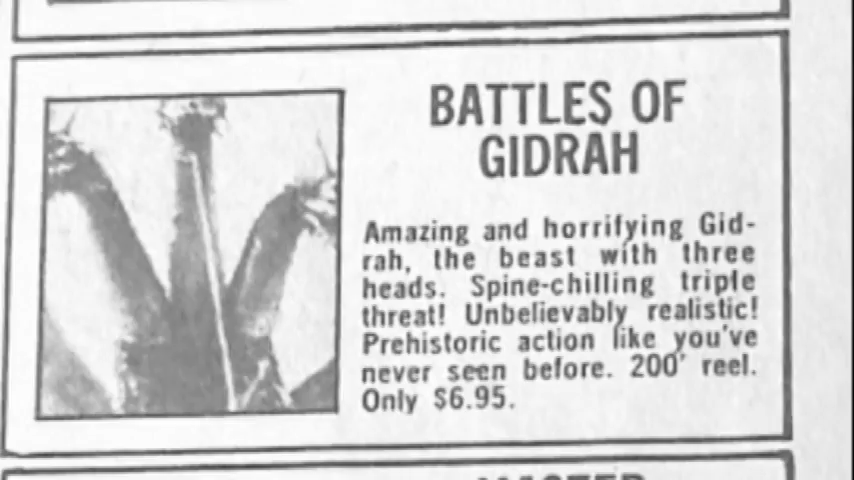 BATTLES OF
GIDRAH
Amazing and horrifying Gid-
rah, the beast with three
heads. Spine-chilling triple
threat! Unbelievably realistic!
Prehistoric action like you've
never seen before. 200' reel.
Only $6.95.